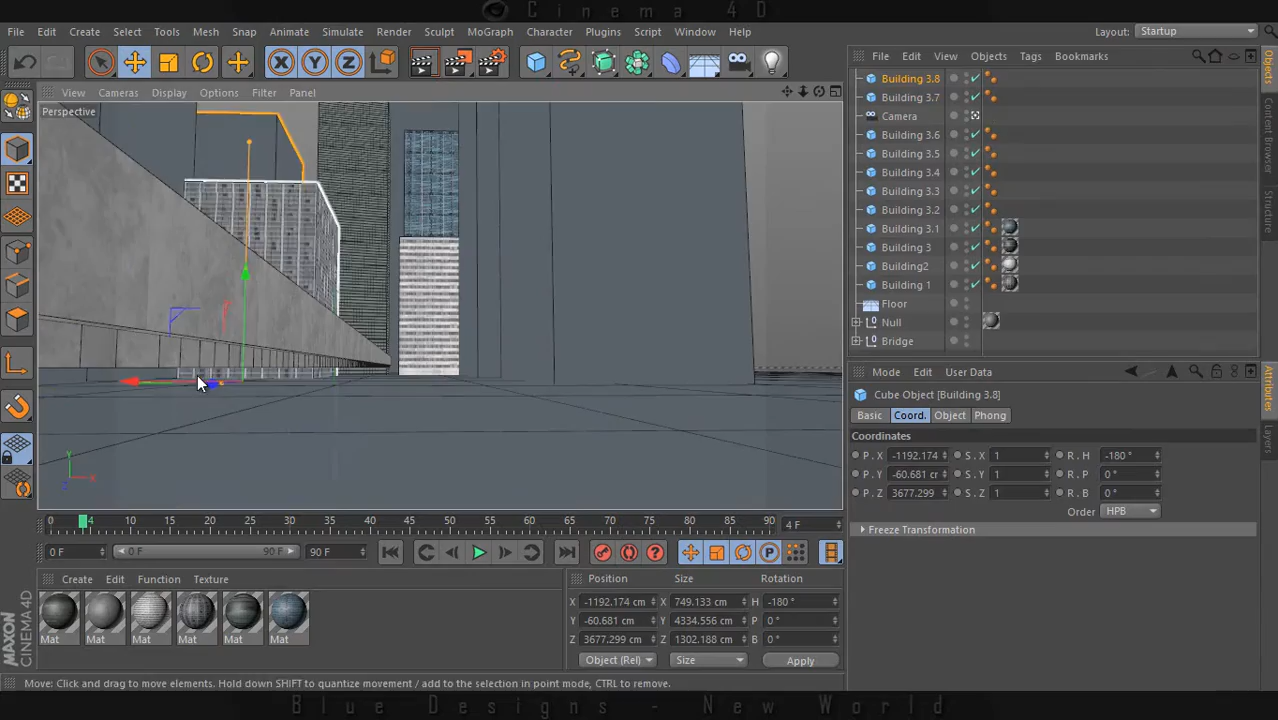 Cinema 4D
File Edit Create Select Tools Mesh Snap Animate Simulate Render Sculpt MoGraph Character Plugins Script Window Help Layout: Startup
X Y Z
File Edit View Objects Tags Bookmarks
View Cameras Display Options Filter Panel
Perspective
Building 3.8
Building 3.7
Camera
Building 3.6
Building 3.5
Building 3.4
Building 3.3
Building 3.2
Building 3.1
Building 3
Building2
Building 1
Floor
Null
Bridge
Objects
Content Browser
Structure
Attributes
Layers
Mode Edit User Data
Cube Object [Building 3.8]
Basic Coord. Object Phong
Coordinates
P . X -1192.174 S . X 1 R . H -180 °
P . Y -60.681 cr S . Y 1 R . P 0 °
P . Z 3677.299 S . Z 1 R . B 0 °
Order HPB
Freeze Transformation
Y
X
Z
0 4 10 15 20 25 30 35 40 45 50 55 60 65 70 75 80 85 90 4 F
0 F 0 F 90 F 90 F
P
Create Edit Function Texture
Mat Mat Mat Mat Mat Mat
Position Size Rotation
X -1192.174 cm X 749.133 cm H -180 °
Y -60.681 cm Y 4334.556 cm P 0 °
Z 3677.299 cm Z 1302.188 cm B 0 °
Object (Rel) Size Apply
MAXON
CINEMA 4D
Move: Click and drag to move elements. Hold down SHIFT to quantize movement / add to the selection in point mode, CTRL to remove.
Blue Designs - New World